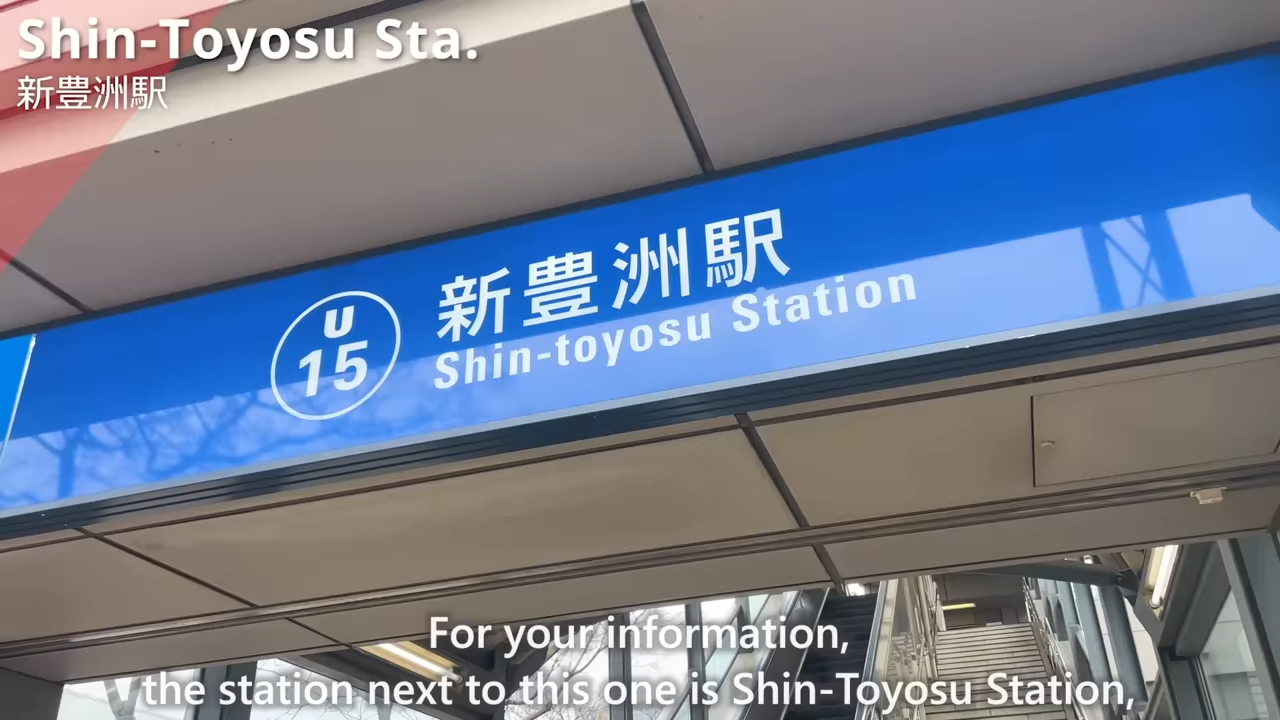 Shin-Toyosu Sta.
新豊洲駅
U
15
新豊洲駅
Shin-toyosu Station
For your information,
the station next to this one is Shin-Toyosu Station,